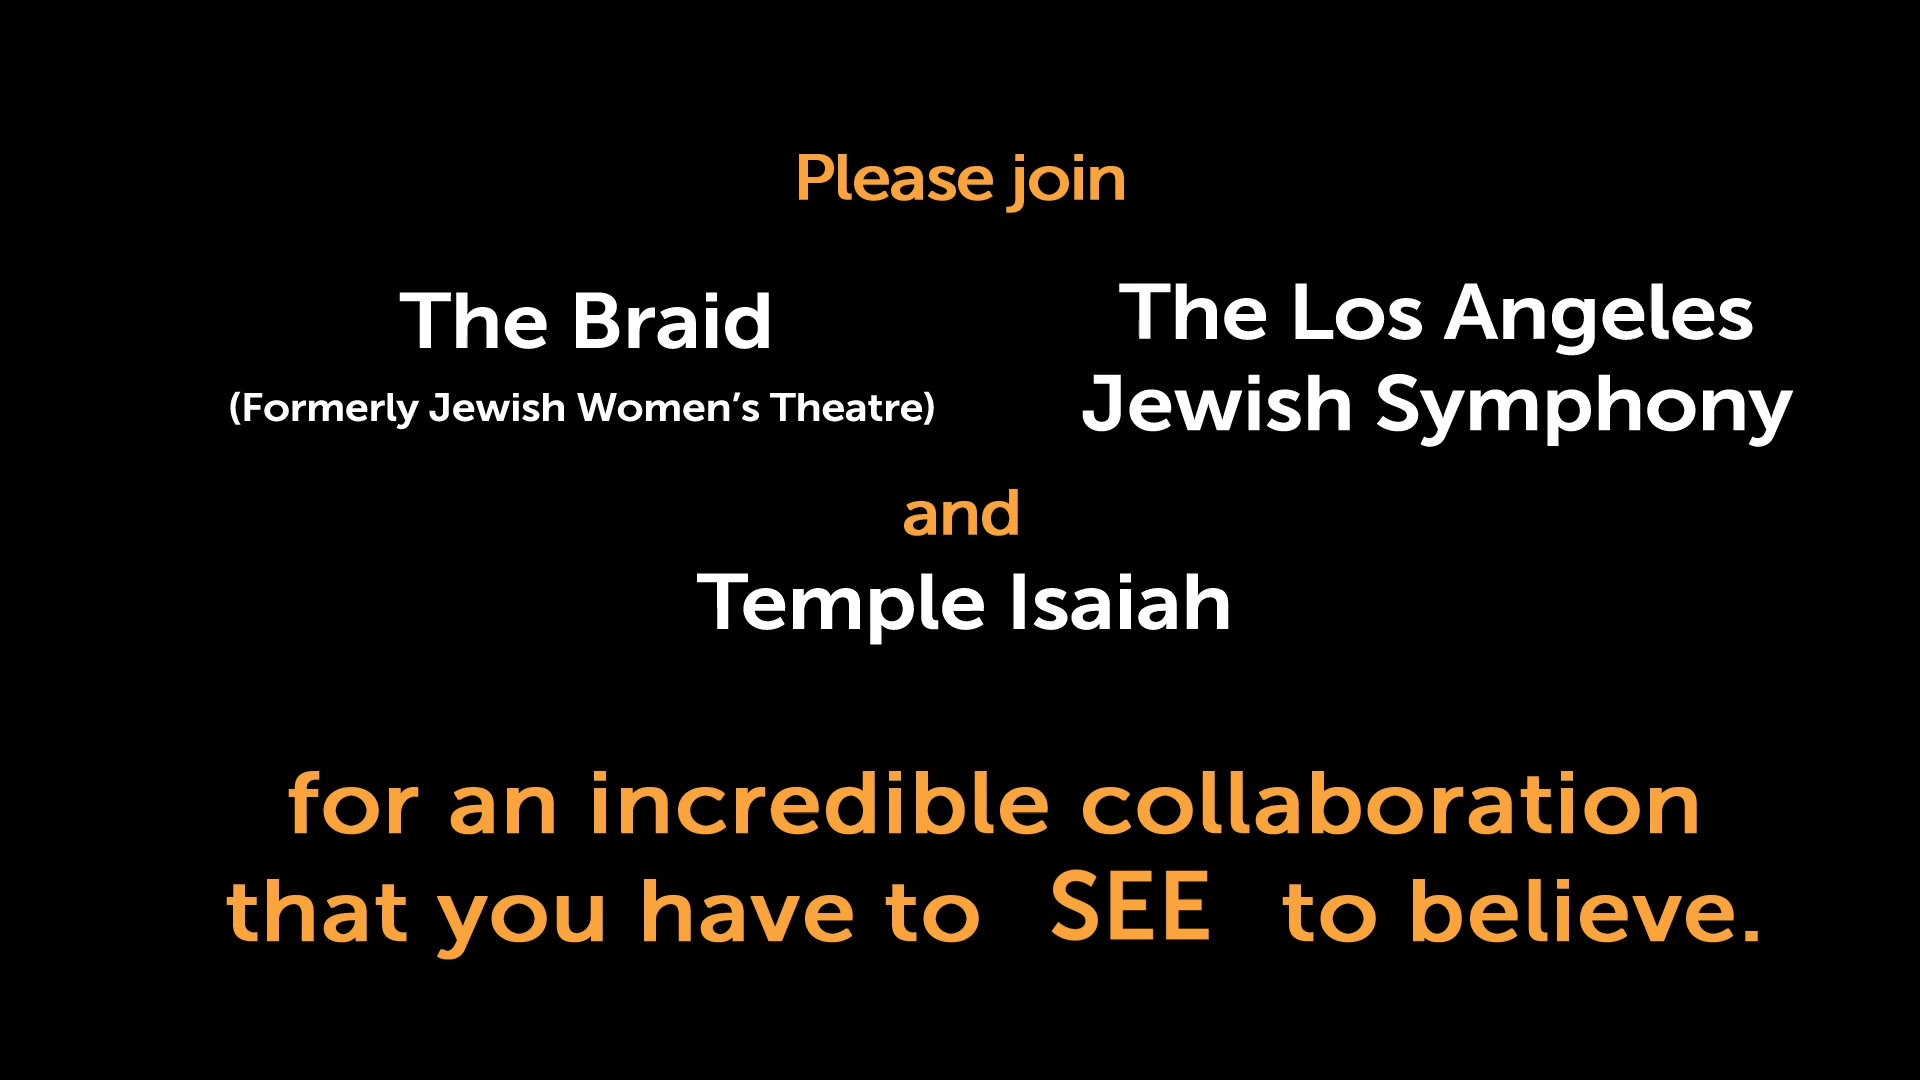 Please join
The Braid
(Formerly Jewish Women’s Theatre)
The Los Angeles
Jewish Symphony
and
Temple Isaiah
for an incredible collaboration
that you have to SEE to believe.